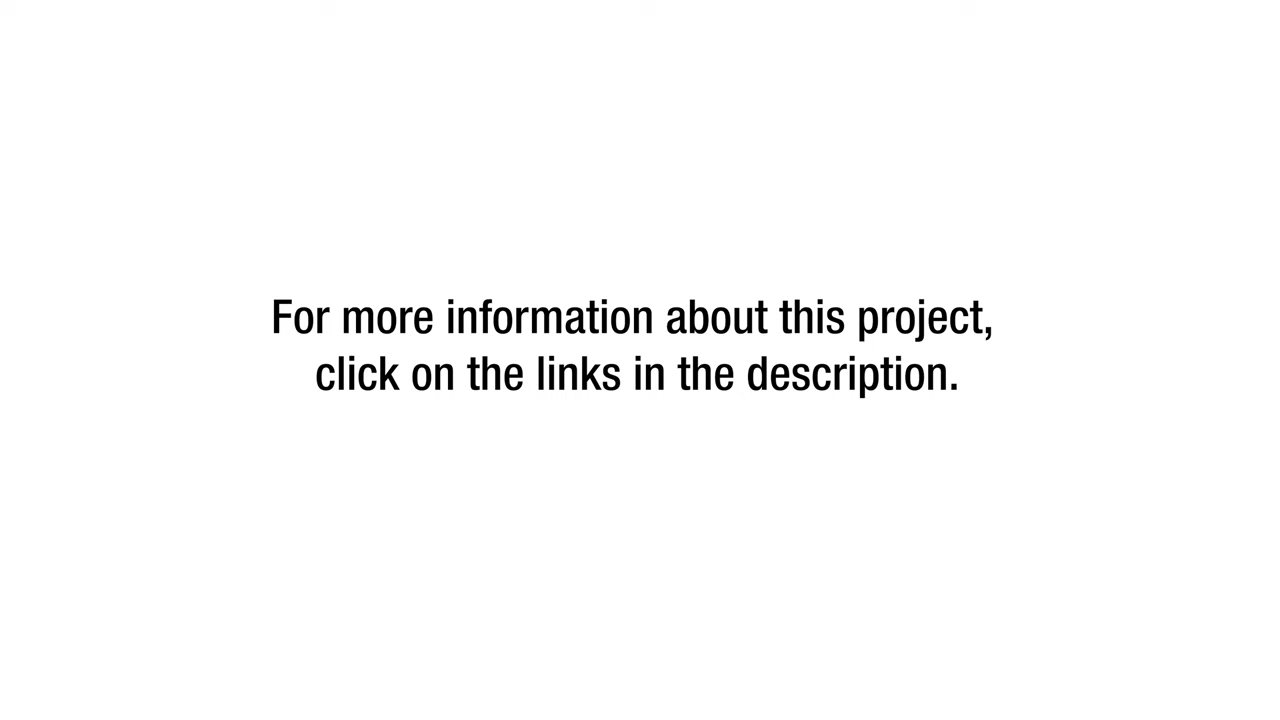 For more information about this project,
click on the links in the description.